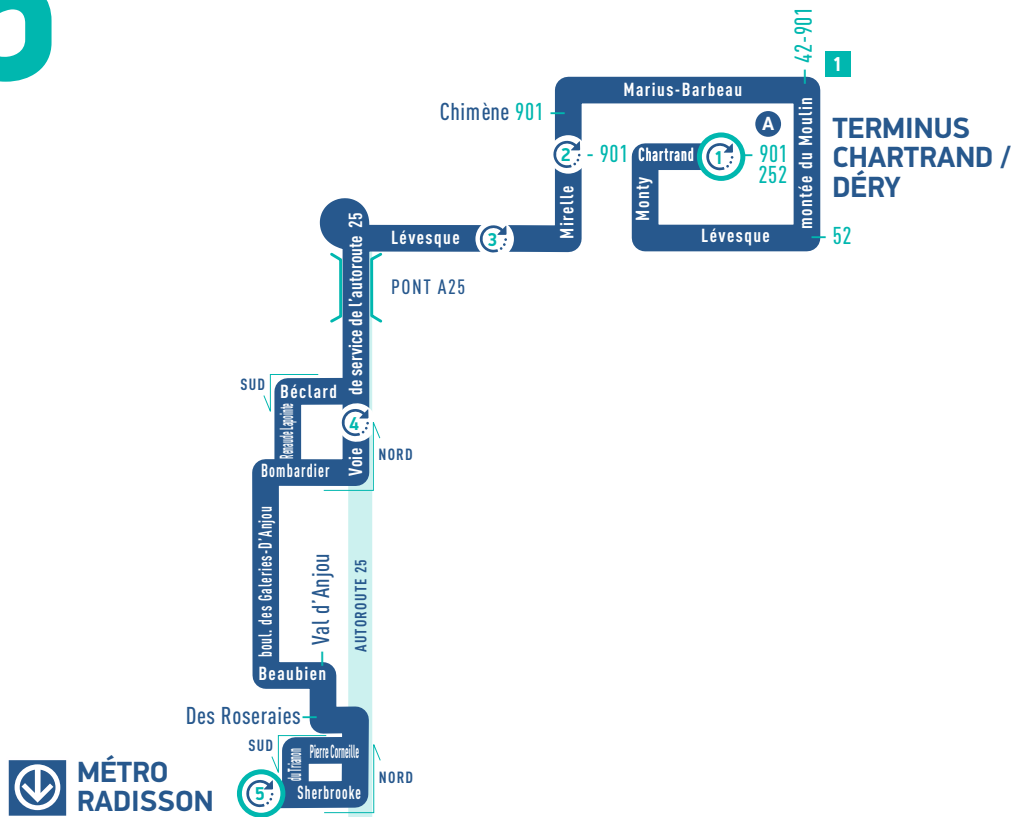 42-901
1
Marius-Barbeau
Chimène 901
A
TERMINUS
CHARTRAND /
DÉRY
montée du Moulin
2
901
Chartrand
1
901
252
Mirelle
Monty
Lévesque
52
Lévesque
3
Voie de service de l'autoroute 25
PONT A25
SUD
Béclard
Renaude Lapointe
4
NORD
Bombardier
boul. des Galeries-D'Anjou
Val d'Anjou
AUTOROUTE 25
Beaubien
Des Roseraies
SUD
du Trianon
Pierre Corneille
NORD
Sherbrooke
5
MÉTRO
RADISSON